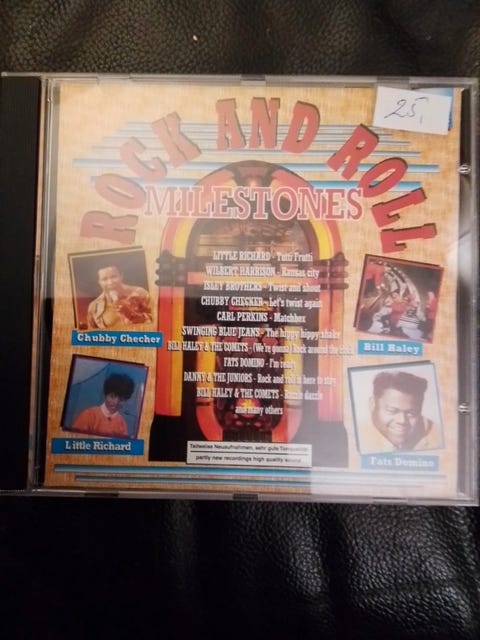 25,
ROCK AND ROLL
MILESTONES
LITTLE RICHARD - Tutti Frutti
WILBERT HARRISON - Kansas city
ISLEY BROTHERS - Twist and shout
CHUBBY CHECKER - Let's twist again
CARL PERKINS - Matchbox
SWINGING BLUE JEANS - The hippy hippy shake
BILL HALEY & THE COMETS - (We're gonna) Rock around the clock
FATS DOMINO - I'm ready
DANNY & THE JUNIORS - Rock and roll is here to stay
BILL HALEY & THE COMETS - Razzle dazzle
and many others
Chubby Checher
Bill Haley
Little Richard
Fats Domino
Teilweise Neuaufnahmen, sehr gute Tonqualität
partly new recordings high quality sound